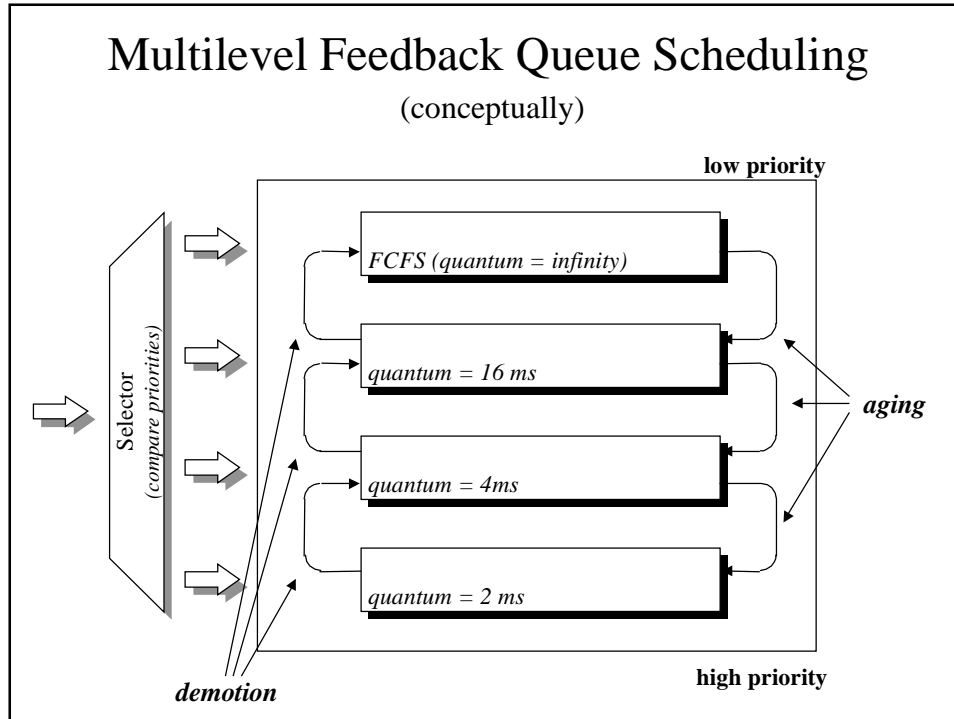 Multilevel Feedback Queue Scheduling
(conceptually)
low priority
Selector
(compare priorities)
FCFS (quantum = infinity)
quantum = 16 ms
aging
quantum = 4ms
quantum = 2 ms
demotion
high priority